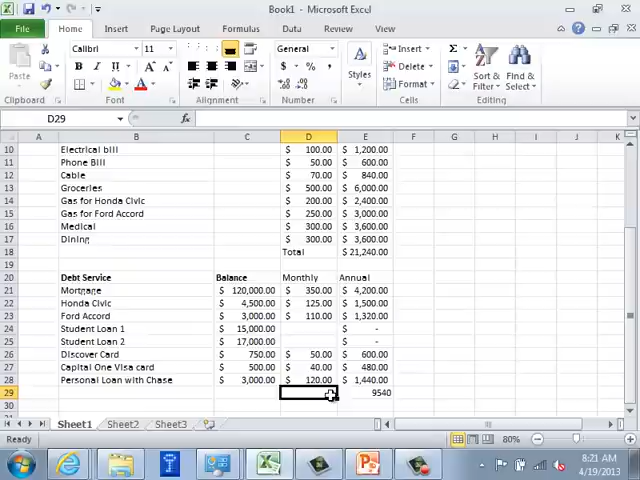 Book1 - Microsoft Excel
File Home Insert Page Layout Formulas Data Review View
Paste Calibri 11 General Insert Σ
B I U A $ % , Styles Delete Sort & Filter Find & Select
Format
Clipboard Font Alignment Number Cells Editing
D29 fx
A B C D E F G H I J K
10 Electrical bill $ 100.00 $ 1,200.00
11 Phone Bill $ 50.00 $ 600.00
12 Cable $ 70.00 $ 840.00
13 Groceries $ 500.00 $ 6,000.00
14 Gas for Honda Civic $ 200.00 $ 2,400.00
15 Gas for Ford Accord $ 250.00 $ 3,000.00
16 Medical $ 300.00 $ 3,600.00
17 Dining $ 300.00 $ 3,600.00
18 Total $ 21,240.00
19
20 Debt Service Balance Monthly Annual
21 Mortgage $ 120,000.00 $ 350.00 $ 4,200.00
22 Honda Civic $ 4,500.00 $ 125.00 $ 1,500.00
23 Ford Accord $ 3,000.00 $ 110.00 $ 1,320.00
24 Student Loan 1 $ 15,000.00 $ -
25 Student Loan 2 $ 17,000.00 $ -
26 Discover Card $ 750.00 $ 50.00 $ 600.00
27 Capital One Visa card $ 500.00 $ 40.00 $ 480.00
28 Personal Loan with Chase $ 3,000.00 $ 120.00 $ 1,440.00
29 9540
30
Sheet1 Sheet2 Sheet3
Ready 80%
8:21 AM
4/19/2013